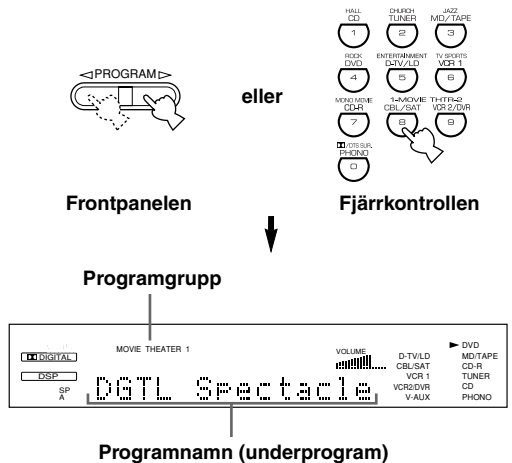 HALL CHURCH JAZZ
CD TUNER MD/TAPE
1 2 3
ROCK ENTERTAINMENT TV SPORTS
DVD D-TV/LD VCR 1
4 5 6
MONO MOVIE 1-MOVIE THTR-2
CD-R CBL/SAT VCR 2/DVR
7 8 9
/DTS SUR.
PHONO
0
◁PROGRAM▷
eller
Frontpanelen Fjärrkontrollen
Programgrupp
MOVIE THEATER 1
DIGITAL
DSP
SP
A
DGTL Spectacle
VOLUME
D-TV/LD
CBL/SAT
VCR 1
VCR2/DVR
V-AUX
DVD
MD/TAPE
CD-R
TUNER
CD
PHONO
Programnamn (underprogram)